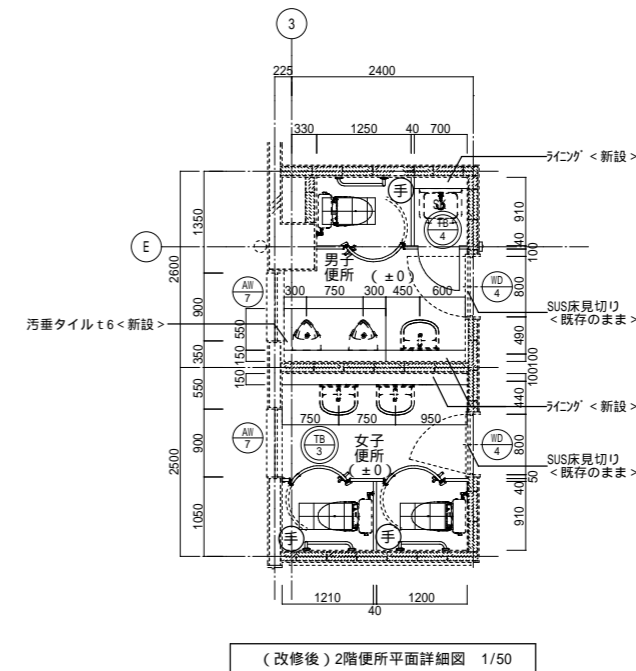 3
225 2400
330 1250 40 700
ﾗｲﾆﾝｸﾞ＜新設＞
手
SK
TB
4
1350
910
E
40
100
男子
便所
(±0)
2600
AW
7
WD
4
800
300 750 300 450 600
SUS床見切り
＜既存のまま＞
900
汚垂タイルｔ6＜新設＞
550
490
350
150
100
150
550
100
440
ﾗｲﾆﾝｸﾞ＜新設＞
750 750 950
AW
7
TB
3
女子
便所
(±0)
WD
4
900
800
SUS床見切り
＜既存のまま＞
2500
50
40
1050
910
手
手
1210 1200
40
(改修後)2階便所平面詳細図 1/50